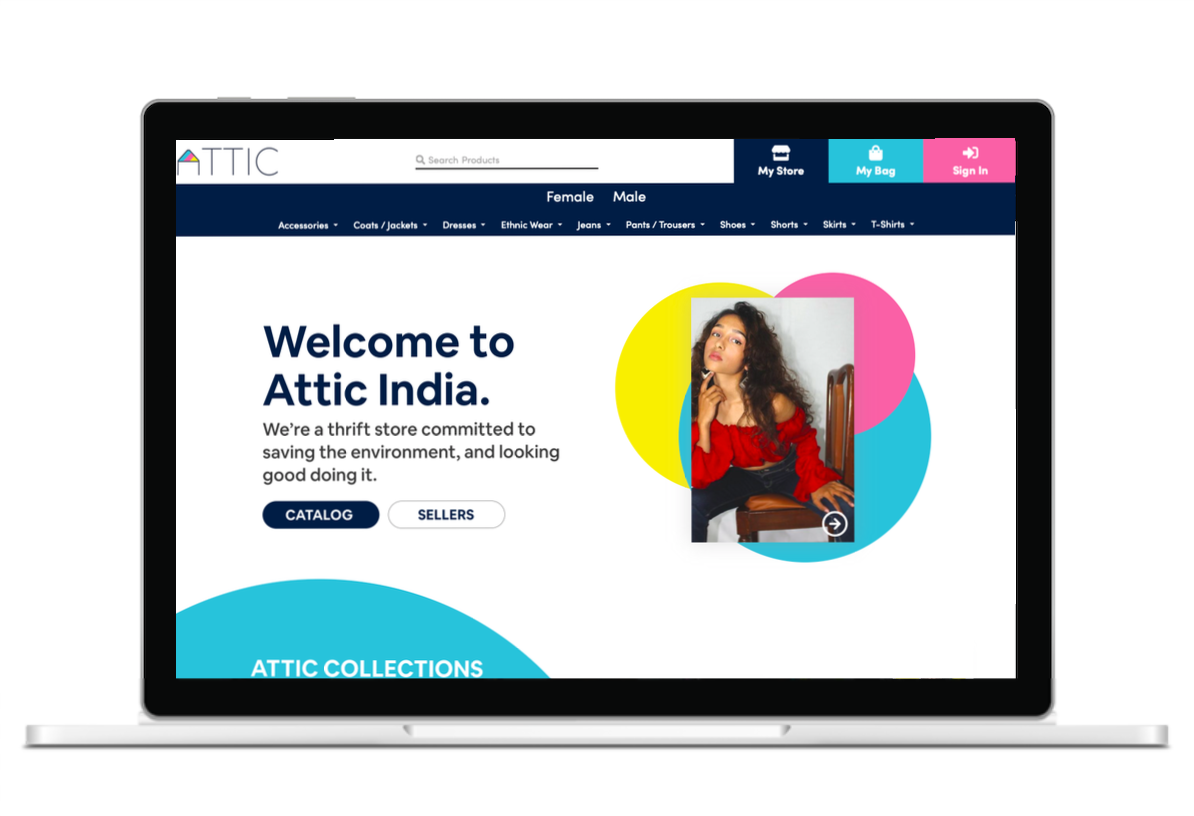 ATTIC
Search Products
My Store
My Bag
Sign In
Female Male
Accessories Coats / Jackets Dresses Ethnic Wear Jeans Pants / Trousers Shoes Shorts Skirts T-Shirts
Welcome to
Attic India.
We’re a thrift store committed to
saving the environment, and looking
good doing it.
CATALOG SELLERS
ATTIC COLLECTIONS